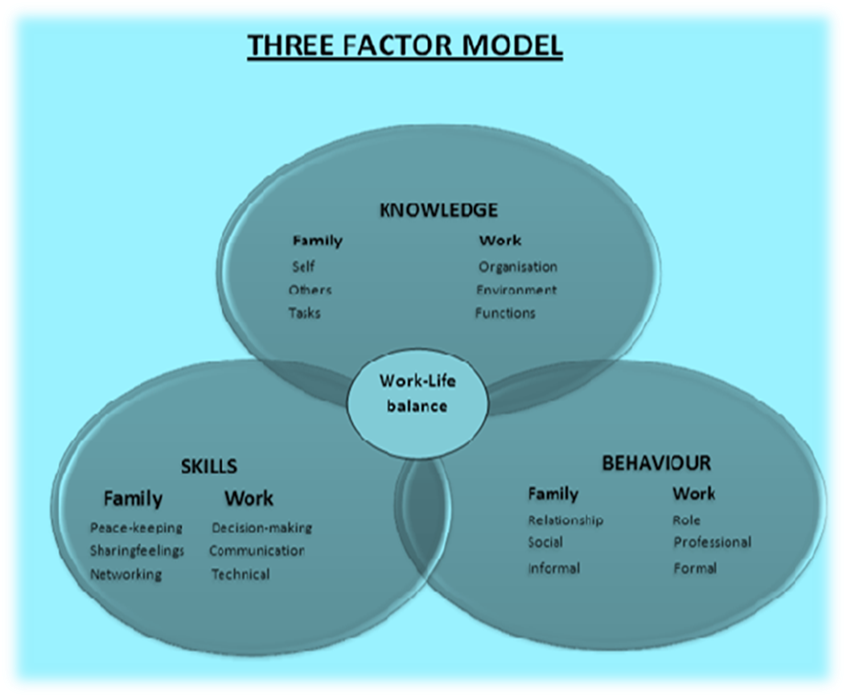 THREE FACTOR MODEL
KNOWLEDGE
Family Work
Self Organisation
Others Environment
Tasks Functions
Work-Life
balance
SKILLS
Family Work
Peace-keeping Decision-making
Sharingfeelings Communication
Networking Technical
BEHAVIOUR
Family Work
Relationship Role
Social Professional
Informal Formal